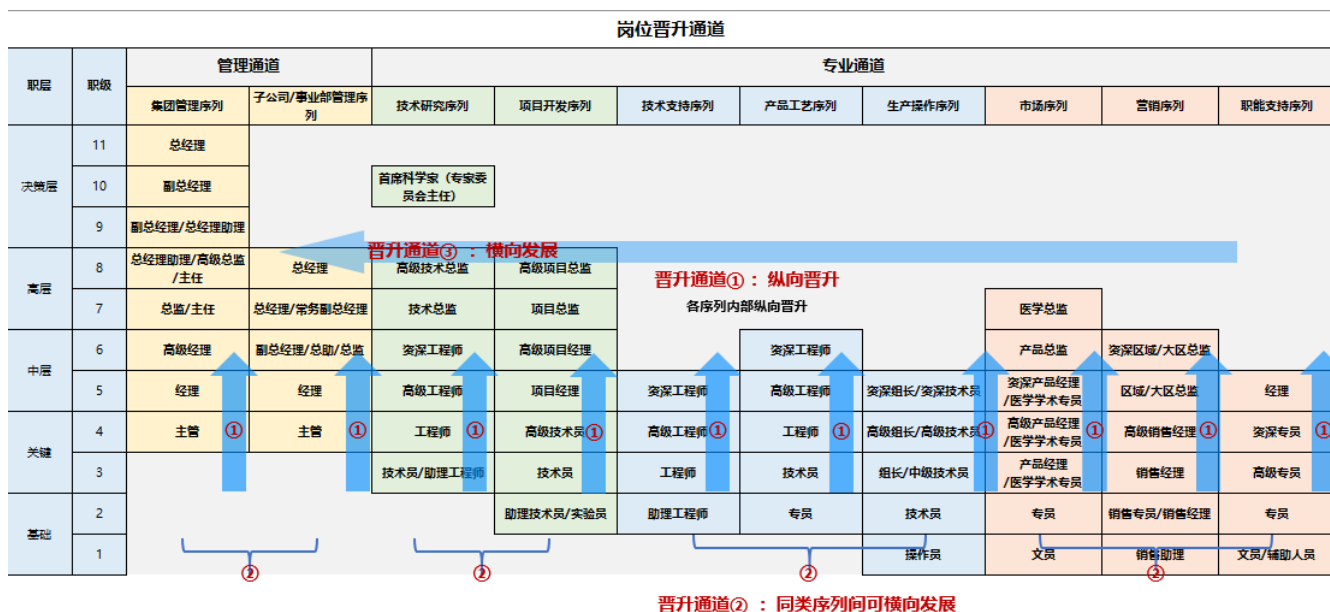 岗位晋升通道
职层 职级 管理通道 专业通道
集团管理序列 子公司/事业部管理序列 技术研究序列 项目开发序列 技术支持序列 产品工艺序列 生产操作序列 市场序列 营销序列 职能支持序列
决策层
11 总经理
10 副总经理 首席科学家（专家委员会主任）
9 副总经理/总经理助理
晋升通道③ ：横向发展
高层
8 总经理助理/高级总监/主任 总经理 高级技术总监 高级项目总监
晋升通道① ：纵向晋升
各序列内部纵向晋升
7 总监/主任 总经理/常务副总经理 技术总监 项目总监 医学总监
中层
6 高级经理 副总经理/总助/总监 资深工程师 高级项目经理 资深工程师 产品总监 资深区域/大区总监
5 经理 经理 高级工程师 项目经理 资深工程师 高级工程师 资深组长/资深技术员 资深产品经理/医学学术专员 区域/大区总监 经理
关键
4 主管 ① 主管 ① 工程师 ① 高级技术员 ① 高级工程师 ① 工程师 ① 高级组长/高级技术员 ① 高级产品经理/医学学术专员 ① 高级销售经理 ① 资深专员 ①
3 技术员/助理工程师 技术员 工程师 技术员 组长/中级技术员 产品经理/医学学术专员 销售经理 高级专员
基础
2 助理技术员/实验员 助理工程师 专员 技术员 专员 销售专员/销售经理 专员
1 操作员 文员 销售助理 文员/辅助人员
② ② ② ②
晋升通道② ：同类序列间可横向发展